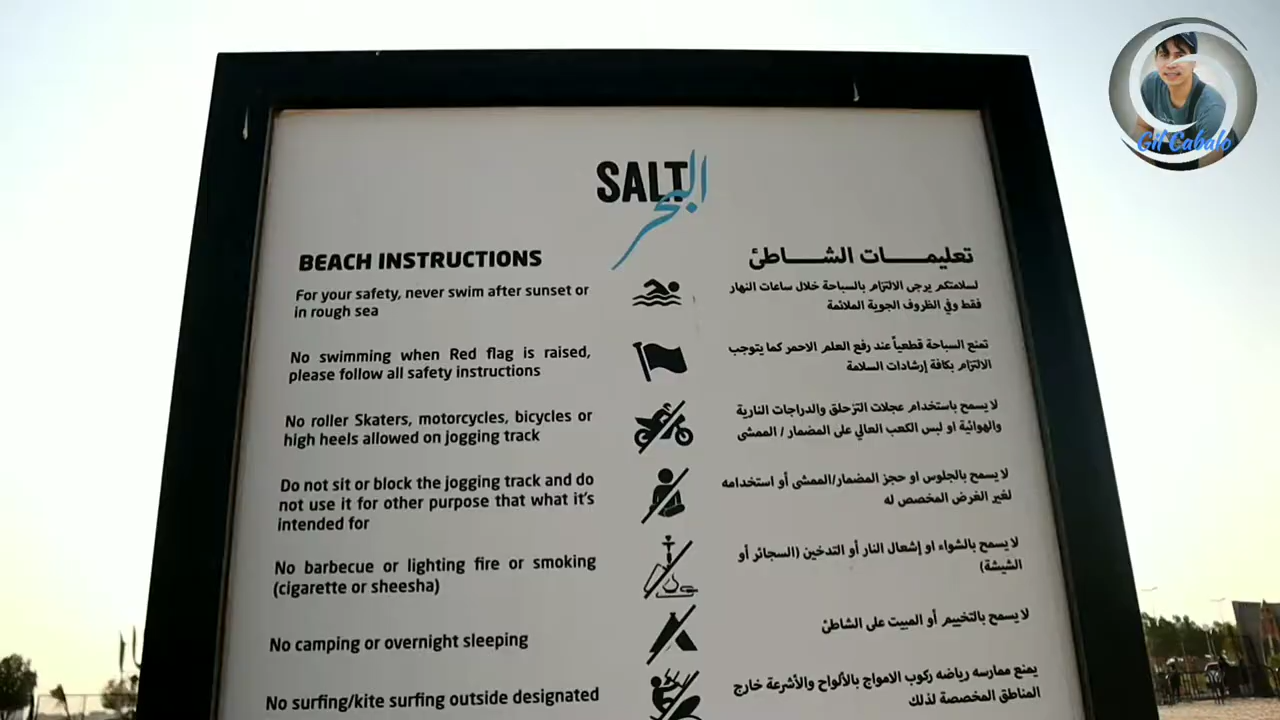 Gil Cabalo
SALT البحر
BEACH INSTRUCTIONS
تعليمـــــات الشـــــاطئ
For your safety, never swim after sunset or
in rough sea
لسلامتكم يرجى الالتزام بالسباحة خلال ساعات النهار
فقط وفي الظروف الجوية الملائمة
No swimming when Red flag is raised,
please follow all safety instructions
تمنع السباحة قطعياً عند رفع العلم الاحمر كما يتوجب
الالتزام بكافة إرشادات السلامة
No roller Skaters, motorcycles, bicycles or
high heels allowed on jogging track
لا يسمح باستخدام عجلات التزحلق والدراجات النارية
والهوائية او لبس الكعب العالي على المضمار / الممشى
Do not sit or block the jogging track and do
not use it for other purpose that what it's
intended for
لا يسمح بالجلوس او حجز المضمار/الممشى أو استخدامه
لغير الغرض المخصص له
No barbecue or lighting fire or smoking
(cigarette or sheesha)
لا يسمح بالشواء او إشعال النار أو التدخين (السجائر أو
الشيشة)
No camping or overnight sleeping
لا يسمح بالتخييم أو المبيت على الشاطئ
No surfing/kite surfing outside designated
يمنع ممارسه رياضه ركوب الامواج بالألواح والأشرعة خارج
المناطق المخصصة لذلك